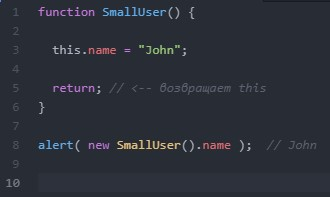 1 function SmallUser() {
2
3 this.name = "John";
4
5 return; // <-- возвращает this
6 }
7
8 alert( new SmallUser().name ); // John
9
10